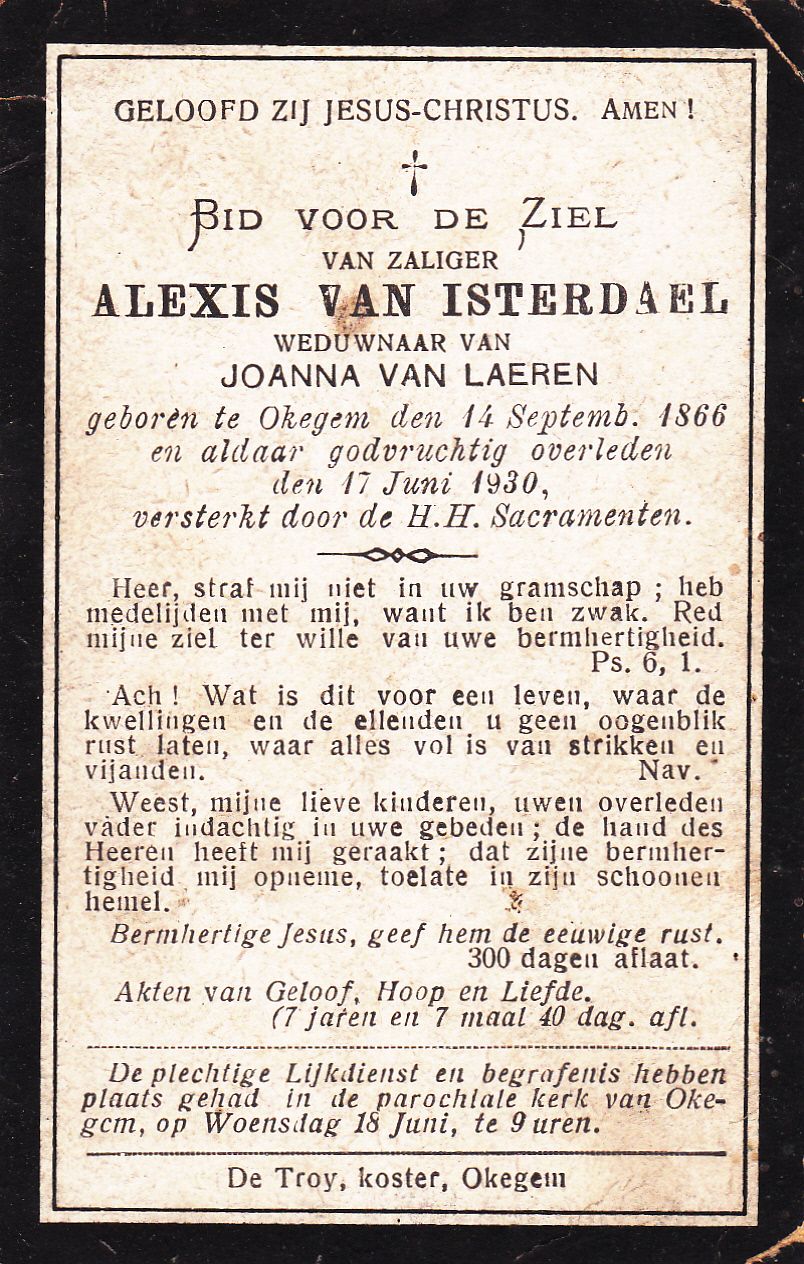 GELOOFD ZIJ JESUS-CHRISTUS. AMEN !
BID VOOR DE ZIEL
VAN ZALIGER
ALEXIS VAN ISTERDAEL
WEDUWNAAR VAN
JOANNA VAN LAEREN
geboren te Okegem den 14 Septemb. 1866
en aldaar godvruchtig overleden
den 17 Juni 1930,
versterkt door de H.H. Sacramenten.
Heer, straf mij niet in uw gramschap ; heb
medelijden met mij, want ik ben zwak. Red
mijne ziel ter wille van uwe bermhertigheid.
Ps. 6, 1.
Ach ! Wat is dit voor een leven, waar de
kwellingen en de ellenden u geen oogenblik
rust laten, waar alles vol is van strikken en
vijanden. Nav.
Weest, mijne lieve kinderen, uwen overleden
vader indachtig in uwe gebeden ; de hand des
Heeren heeft mij geraakt ; dat zijne bermher-
tigheid mij opneme, toelate in zijn schoonen
hemel.
Bermhertige Jesus, geef hem de eeuwige rust.
300 dagen aflaat.
Akten van Geloof, Hoop en Liefde.
(7 jaren en 7 maal 40 dag. afl.
De plechtige Lijkdienst en begrafenis hebben
plaats gehad in de parochiale kerk van Oke-
gem, op Woensdag 18 Juni, te 9 uren.
De Troy, koster, Okegem